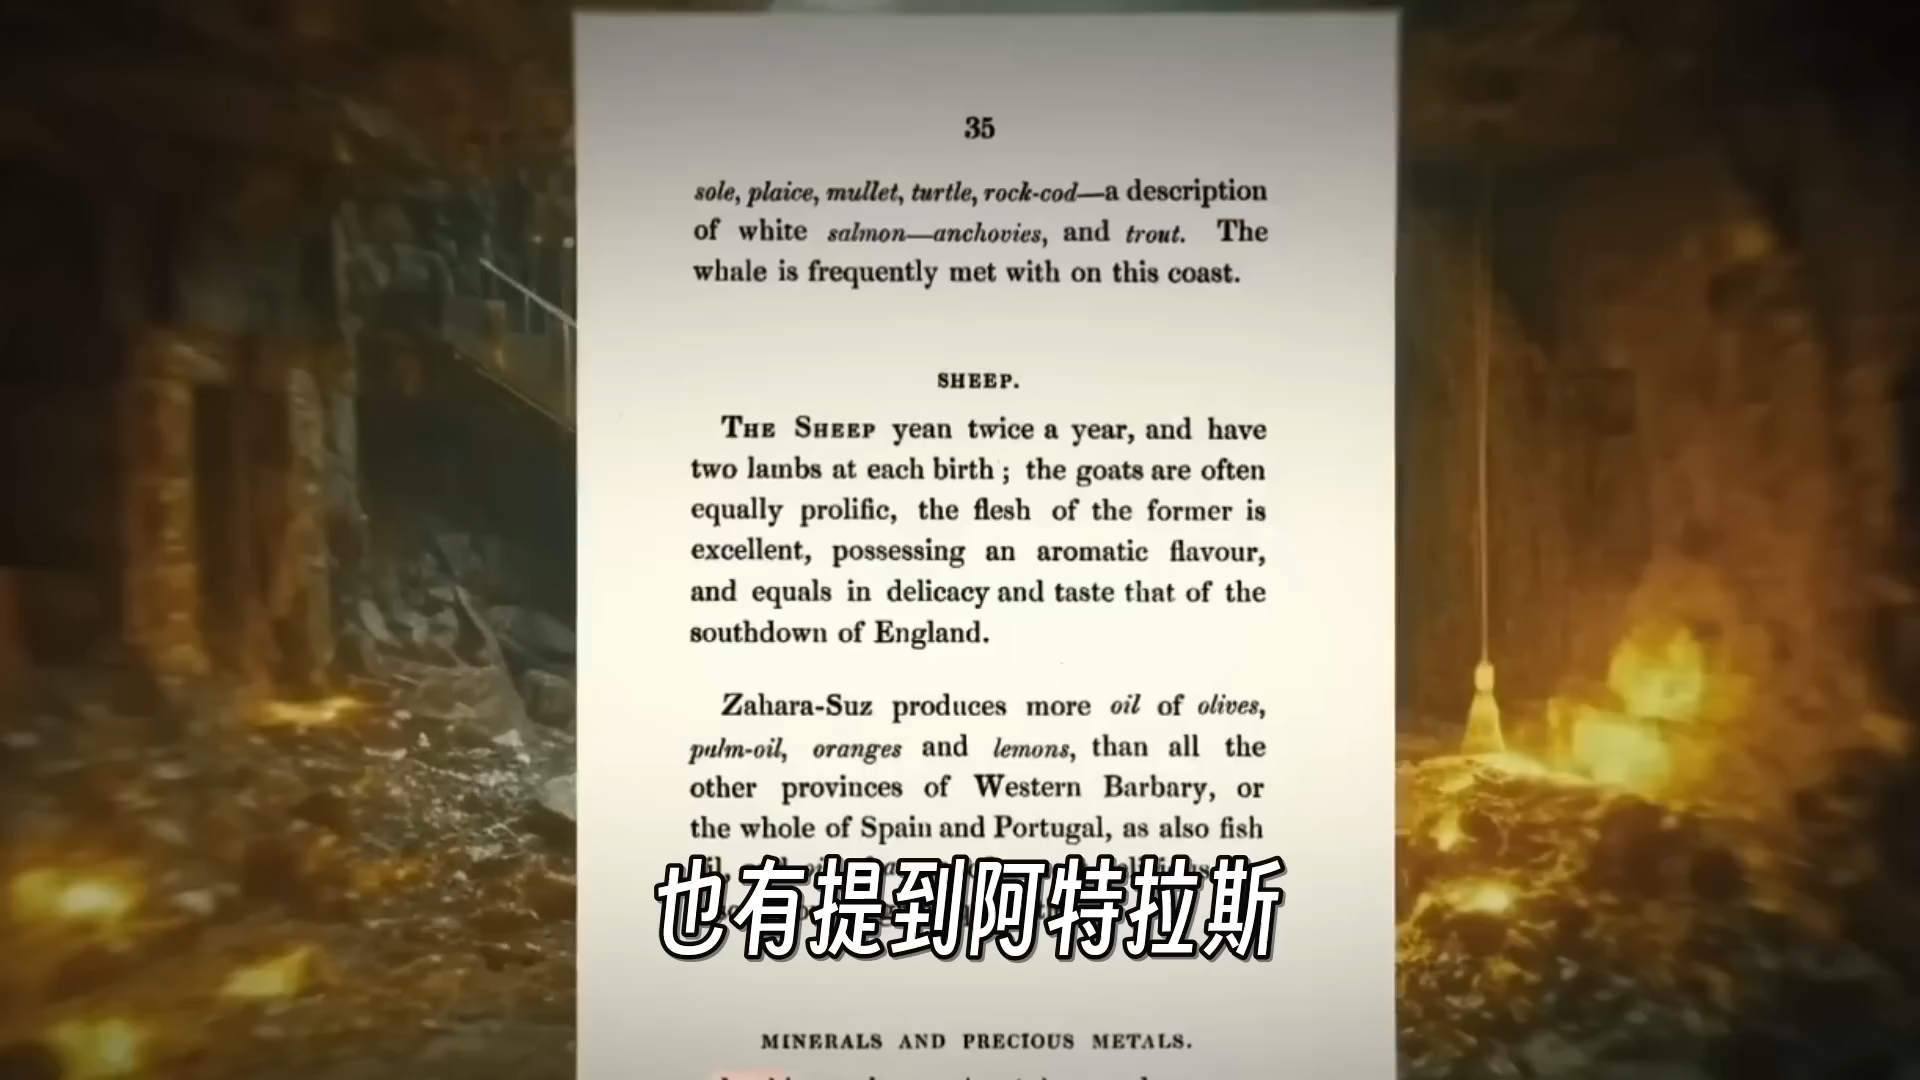 35
sole, plaice, mullet, turtle, rock-cod—a description
of white salmon—anchovies, and trout. The
whale is frequently met with on this coast.
SHEEP.
THE SHEEP yean twice a year, and have
two lambs at each birth; the goats are often
equally prolific, the flesh of the former is
excellent, possessing an aromatic flavour,
and equals in delicacy and taste that of the
southdown of England.
Zahara-Suz produces more oil of olives,
palm-oil, oranges and lemons, than all the
other provinces of Western Barbary, or
the whole of Spain and Portugal, as also fish
也有提到阿特拉斯
MINERALS AND PRECIOUS METALS.